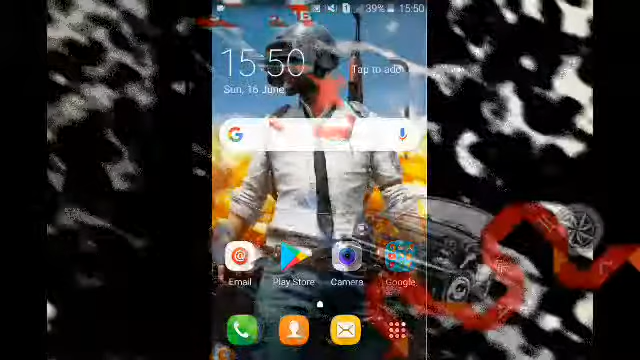 39% 15:50
15:50
Tap to add
Sun, 16 June
G
Email
Play Store
Camera
Google